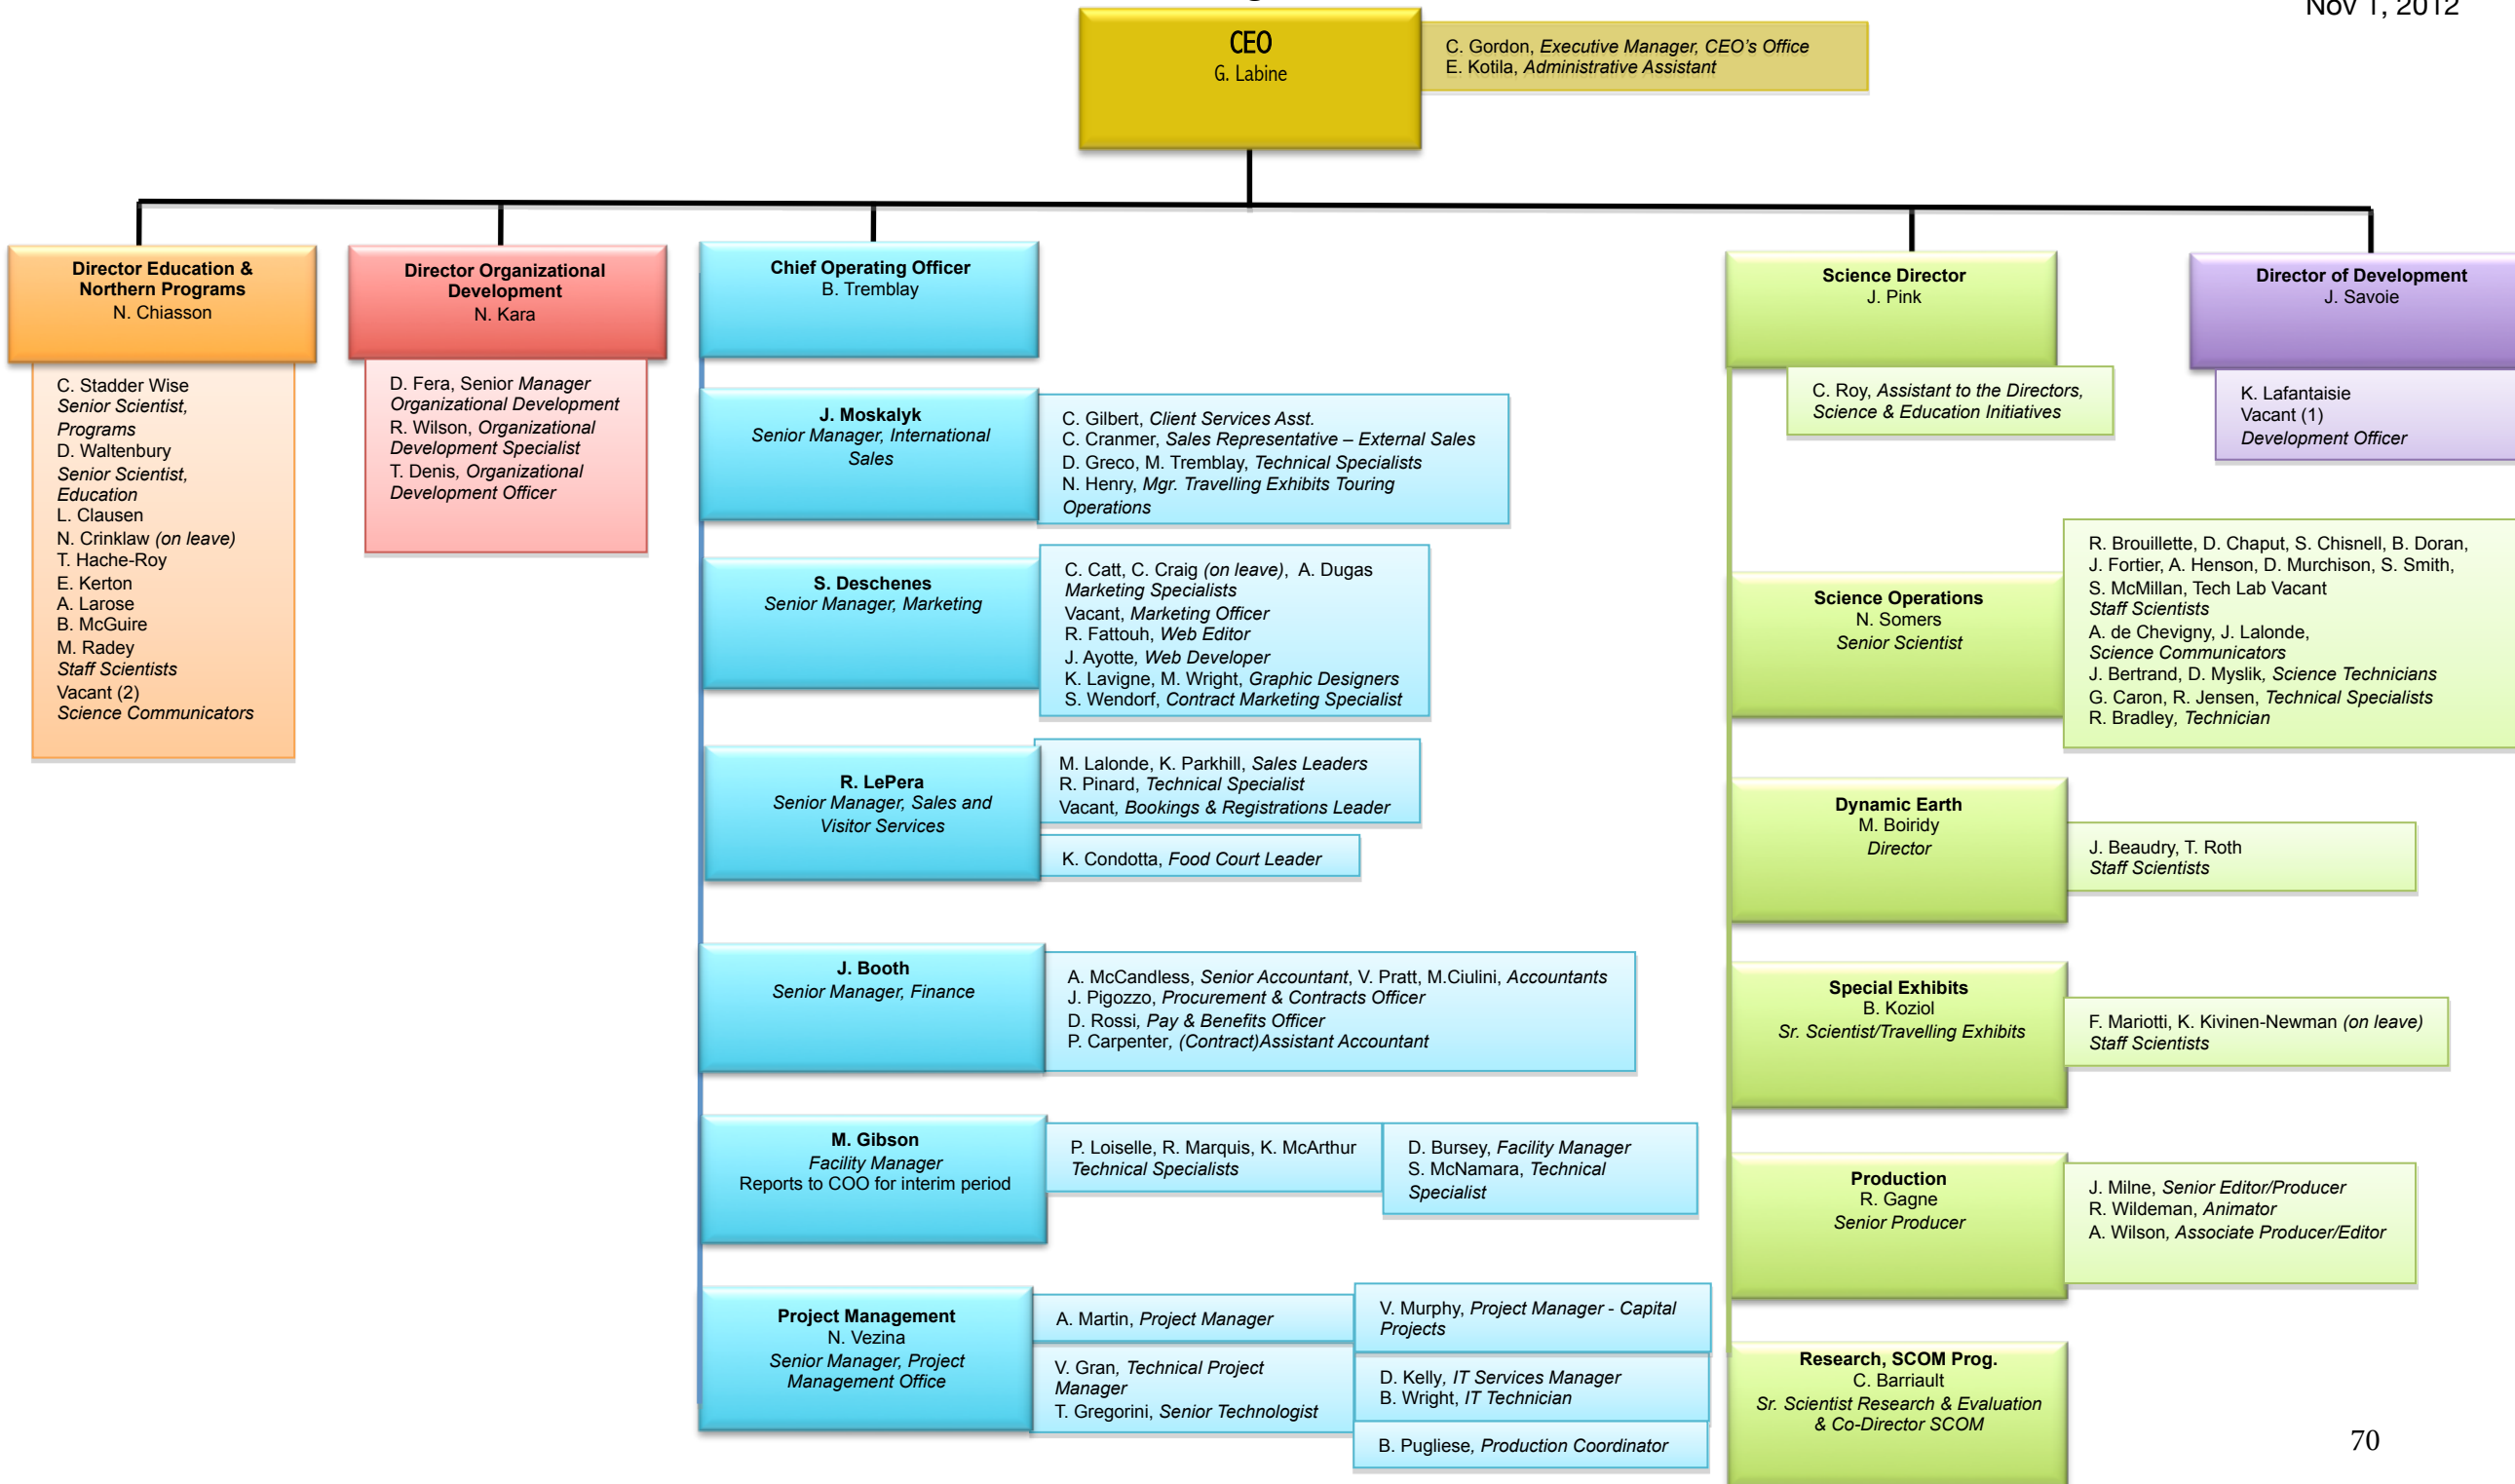 Nov 1, 2012
CEO
G. Labine
C. Gordon, Executive Manager, CEO's Office
E. Kotila, Administrative Assistant
Director Education &
Northern Programs
N. Chiasson
C. Stadder Wise
Senior Scientist,
Programs
D. Waltenbury
Senior Scientist,
Education
L. Clausen
N. Crinklaw (on leave)
T. Hache-Roy
E. Kerton
A. Larose
B. McGuire
M. Radey
Staff Scientists
Vacant (2)
Science Communicators
Director Organizational
Development
N. Kara
D. Fera, Senior Manager
Organizational Development
R. Wilson, Organizational
Development Specialist
T. Denis, Organizational
Development Officer
Chief Operating Officer
B. Tremblay
J. Moskalyk
Senior Manager, International
Sales
C. Gilbert, Client Services Asst.
C. Cranmer, Sales Representative – External Sales
D. Greco, M. Tremblay, Technical Specialists
N. Henry, Mgr. Travelling Exhibits Touring
Operations
S. Deschenes
Senior Manager, Marketing
C. Catt, C. Craig (on leave), A. Dugas
Marketing Specialists
Vacant, Marketing Officer
R. Fattouh, Web Editor
J. Ayotte, Web Developer
K. Lavigne, M. Wright, Graphic Designers
S. Wendorf, Contract Marketing Specialist
R. LePera
Senior Manager, Sales and
Visitor Services
M. Lalonde, K. Parkhill, Sales Leaders
R. Pinard, Technical Specialist
Vacant, Bookings & Registrations Leader
K. Condotta, Food Court Leader
J. Booth
Senior Manager, Finance
A. McCandless, Senior Accountant, V. Pratt, M.Ciulini, Accountants
J. Pigozzo, Procurement & Contracts Officer
D. Rossi, Pay & Benefits Officer
P. Carpenter, (Contract)Assistant Accountant
M. Gibson
Facility Manager
Reports to COO for interim period
P. Loiselle, R. Marquis, K. McArthur
Technical Specialists
D. Bursey, Facility Manager
S. McNamara, Technical
Specialist
Project Management
N. Vezina
Senior Manager, Project
Management Office
A. Martin, Project Manager
V. Gran, Technical Project
Manager
T. Gregorini, Senior Technologist
V. Murphy, Project Manager - Capital
Projects
D. Kelly, IT Services Manager
B. Wright, IT Technician
B. Pugliese, Production Coordinator
Science Director
J. Pink
C. Roy, Assistant to the Directors,
Science & Education Initiatives
Science Operations
N. Somers
Senior Scientist
R. Brouillette, D. Chaput, S. Chisnell, B. Doran,
J. Fortier, A. Henson, D. Murchison, S. Smith,
S. McMillan, Tech Lab Vacant
Staff Scientists
A. de Chevigny, J. Lalonde,
Science Communicators
J. Bertrand, D. Myslik, Science Technicians
G. Caron, R. Jensen, Technical Specialists
R. Bradley, Technician
Dynamic Earth
M. Boiridy
Director
J. Beaudry, T. Roth
Staff Scientists
Special Exhibits
B. Koziol
Sr. Scientist/Travelling Exhibits
F. Mariotti, K. Kivinen-Newman (on leave)
Staff Scientists
Production
R. Gagne
Senior Producer
J. Milne, Senior Editor/Producer
R. Wildeman, Animator
A. Wilson, Associate Producer/Editor
Research, SCOM Prog.
C. Barriault
Sr. Scientist Research & Evaluation
& Co-Director SCOM
Director of Development
J. Savoie
K. Lafantaisie
Vacant (1)
Development Officer
70